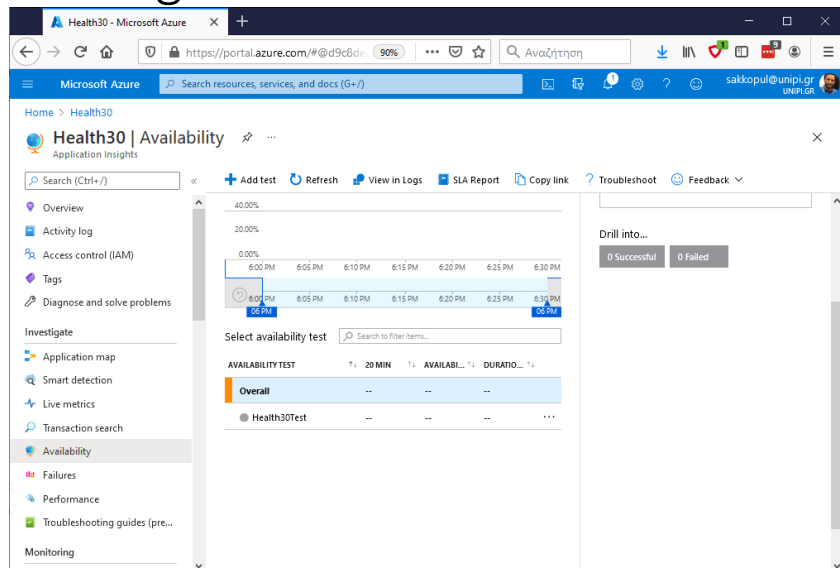 Health30 - Microsoft Azure
https://portal.azure.com/#@d9c8de 90% Αναζήτηση
Microsoft Azure Search resources, services, and docs (G+/) 1 sakkopul@unipi.gr
UNIPI.GR
Home > Health30
Health30 | Availability
Application Insights
Search (Ctrl+/) Add test Refresh View in Logs SLA Report Copy link Troubleshoot Feedback
Overview
Activity log
Access control (IAM)
Tags
Diagnose and solve problems
Investigate
Application map
Smart detection
Live metrics
Transaction search
Availability
Failures
Performance
Troubleshooting guides (pre...
Monitoring
40.00%
20.00%
0.00%
6:00 PM 6:05 PM 6:10 PM 6:15 PM 6:20 PM 6:25 PM 6:30 PM
6:00 PM 6:05 PM 6:10 PM 6:15 PM 6:20 PM 6:25 PM 6:30 PM
06 PM 06 PM
Select availability test Search to filter items...
AVAILABILITY TEST 20 MIN AVAILABI... DURATIO...
Overall -- -- --
Health30Test -- -- -- ...
Drill into...
0 Successful 0 Failed